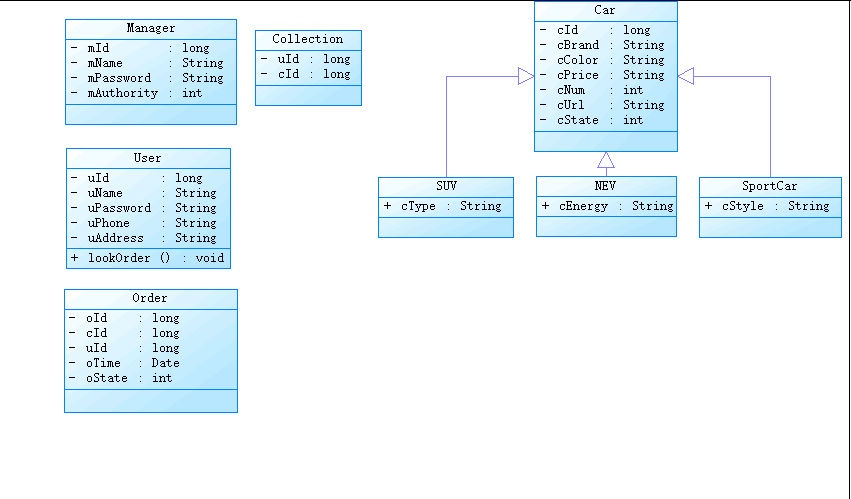 Manager
- mId : long
- mName : String
- mPassword : String
- mAuthority : int
Collection
- uId : long
- cId : long
Car
- cId : long
- cBrand : String
- cColor : String
- cPrice : String
- cNum : int
- cUrl : String
- cState : int
User
- uId : long
- uName : String
- uPassword : String
- uPhone : String
- uAddress : String
+ lookOrder () : void
SUV
+ cType : String
NEV
+ cEnergy : String
SportCar
+ cStyle : String
Order
- oId : long
- cId : long
- uId : long
- oTime : Date
- oState : int